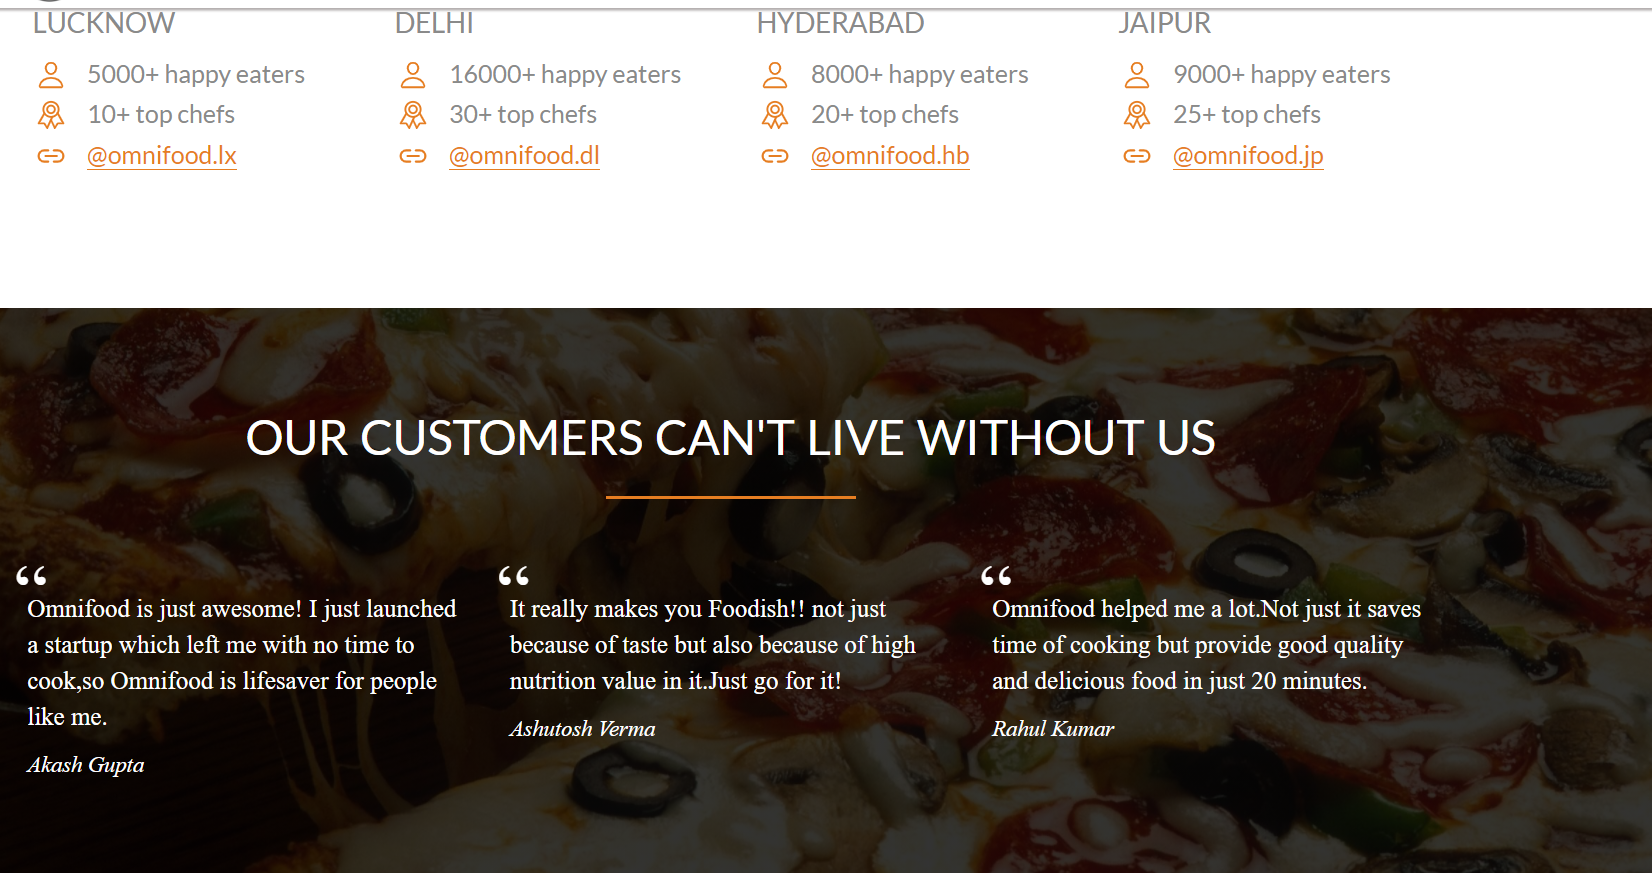 LUCKNOW
5000+ happy eaters
10+ top chefs
@omnifood.lx
DELHI
16000+ happy eaters
30+ top chefs
@omnifood.dl
HYDERABAD
8000+ happy eaters
20+ top chefs
@omnifood.hb
JAIPUR
9000+ happy eaters
25+ top chefs
@omnifood.jp
OUR CUSTOMERS CAN'T LIVE WITHOUT US
“
Omnifood is just awesome! I just launched
a startup which left me with no time to
cook,so Omnifood is lifesaver for people
like me.
Akash Gupta
“
It really makes you Foodish!! not just
because of taste but also because of high
nutrition value in it.Just go for it!
Ashutosh Verma
“
Omnifood helped me a lot.Not just it saves
time of cooking but provide good quality
and delicious food in just 20 minutes.
Rahul Kumar